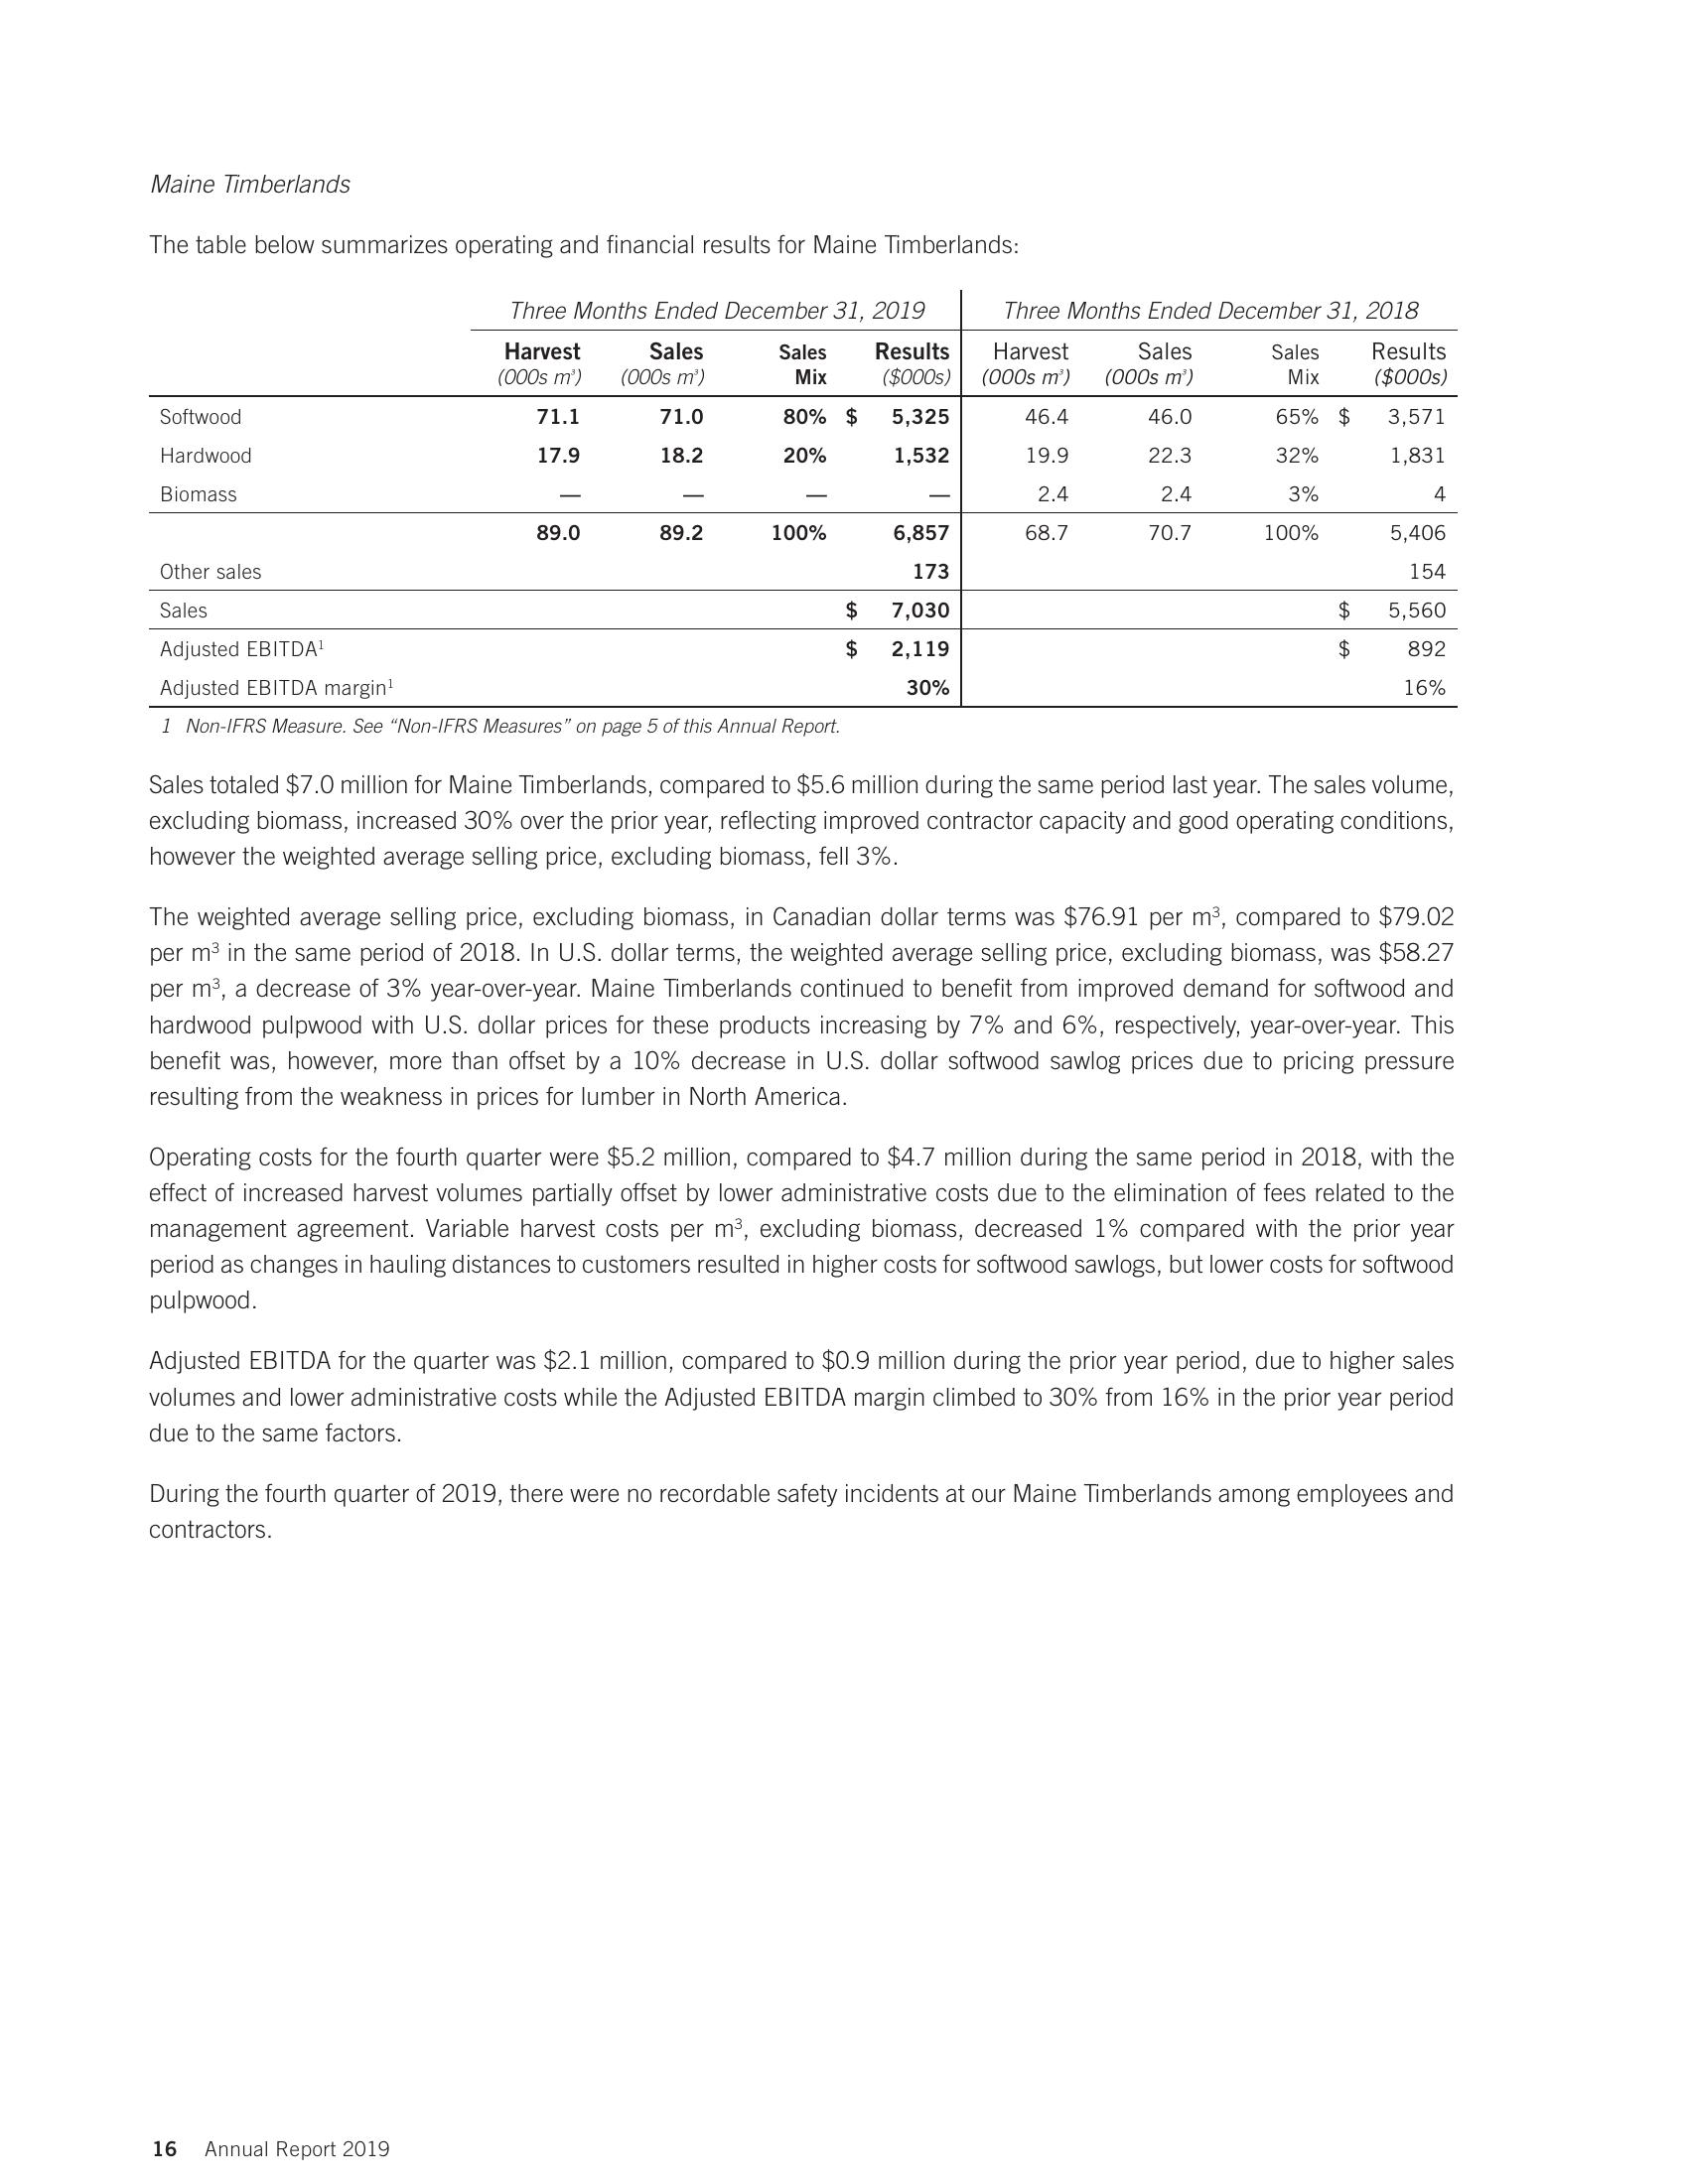 Maine Timberlands
The table below summarizes operating and financial results for Maine Timberlands:
Three Months Ended December 31, 2019 Three Months Ended December 31, 2018
Harvest Sales Sales Results Harvest Sales Sales Results
(000s m³) (000s m³) Mix ($000s) (000s m³) (000s m³) Mix ($000s)
Softwood 71.1 71.0 80% $ 5,325 46.4 46.0 65% $ 3,571
Hardwood 17.9 18.2 20% 1,532 19.9 22.3 32% 1,831
Biomass — — — — 2.4 2.4 3% 4
89.0 89.2 100% 6,857 68.7 70.7 100% 5,406
Other sales 173 154
Sales $ 7,030 $ 5,560
Adjusted EBITDA¹ $ 2,119 $ 892
Adjusted EBITDA margin¹ 30% 16%
1 Non-IFRS Measure. See “Non-IFRS Measures” on page 5 of this Annual Report.
Sales totaled $7.0 million for Maine Timberlands, compared to $5.6 million during the same period last year. The sales volume,
excluding biomass, increased 30% over the prior year, reflecting improved contractor capacity and good operating conditions,
however the weighted average selling price, excluding biomass, fell 3%.
The weighted average selling price, excluding biomass, in Canadian dollar terms was $76.91 per m³, compared to $79.02
per m³ in the same period of 2018. In U.S. dollar terms, the weighted average selling price, excluding biomass, was $58.27
per m³, a decrease of 3% year-over-year. Maine Timberlands continued to benefit from improved demand for softwood and
hardwood pulpwood with U.S. dollar prices for these products increasing by 7% and 6%, respectively, year-over-year. This
benefit was, however, more than offset by a 10% decrease in U.S. dollar softwood sawlog prices due to pricing pressure
resulting from the weakness in prices for lumber in North America.
Operating costs for the fourth quarter were $5.2 million, compared to $4.7 million during the same period in 2018, with the
effect of increased harvest volumes partially offset by lower administrative costs due to the elimination of fees related to the
management agreement. Variable harvest costs per m³, excluding biomass, decreased 1% compared with the prior year
period as changes in hauling distances to customers resulted in higher costs for softwood sawlogs, but lower costs for softwood
pulpwood.
Adjusted EBITDA for the quarter was $2.1 million, compared to $0.9 million during the prior year period, due to higher sales
volumes and lower administrative costs while the Adjusted EBITDA margin climbed to 30% from 16% in the prior year period
due to the same factors.
During the fourth quarter of 2019, there were no recordable safety incidents at our Maine Timberlands among employees and
contractors.
16 Annual Report 2019